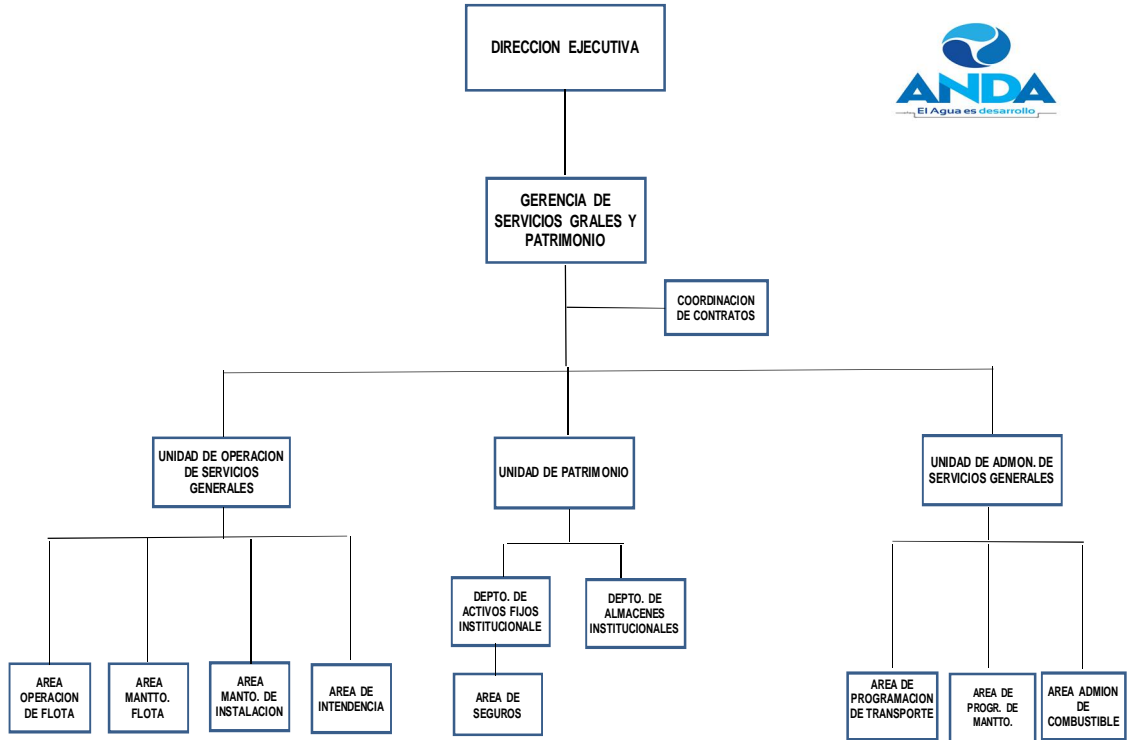 DIRECCION EJECUTIVA
ANDA
El Agua es desarrollo
GERENCIA DE
SERVICIOS GRALES Y
PATRIMONIO
COORDINACION
DE CONTRATOS
UNIDAD DE OPERACION
DE SERVICIOS
GENERALES
UNIDAD DE PATRIMONIO
UNIDAD DE ADMON. DE
SERVICIOS GENERALES
DEPTO. DE
ACTIVOS FIJOS
INSTITUCIONALE
DEPTO. DE
ALMACENES
INSTITUCIONALES
AREA
OPERACION
DE FLOTA
AREA
MANTTO.
FLOTA
AREA
MANTO. DE
INSTALACION
AREA DE
INTENDENCIA
AREA DE
SEGUROS
AREA DE
PROGRAMACION
DE TRANSPORTE
AREA DE
PROGR. DE
MANTTO.
AREA ADMION
DE
COMBUSTIBLE